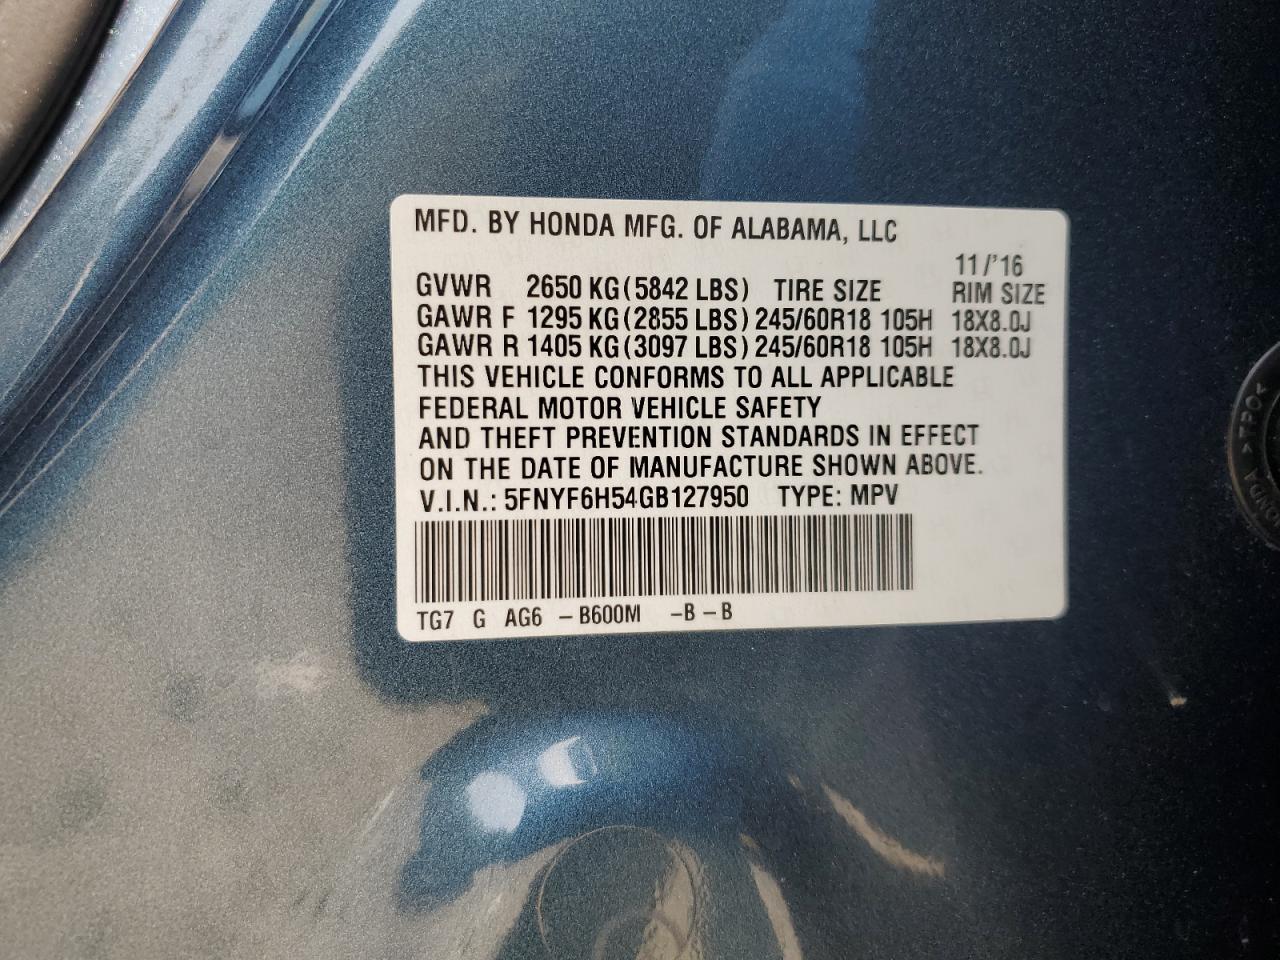 MFD. BY HONDA MFG. OF ALABAMA, LLC
11/'16
GVWR 2650 KG(5842 LBS) TIRE SIZE RIM SIZE
GAWR F 1295 KG(2855 LBS) 245/60R18 105H 18X8.0J
GAWR R 1405 KG(3097 LBS) 245/60R18 105H 18X8.0J
THIS VEHICLE CONFORMS TO ALL APPLICABLE
FEDERAL MOTOR VEHICLE SAFETY
AND THEFT PREVENTION STANDARDS IN EFFECT
ON THE DATE OF MANUFACTURE SHOWN ABOVE.
V.I.N.: 5FNYF6H54GB127950 TYPE: MPV
TG7 G AG6 -B600M -B-B
>TPO<